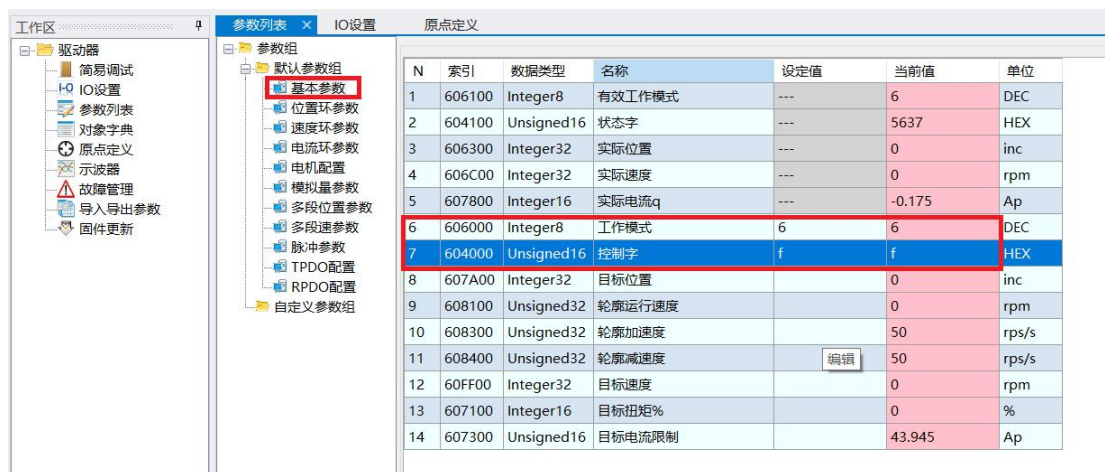 工作区
参数列表 × IO设置 原点定义
驱动器
简易调试
I-O IO设置
参数列表
对象字典
原点定义
示波器
故障管理
导入导出参数
固件更新
参数组
默认参数组
基本参数
位置环参数
速度环参数
电流环参数
电机配置
模拟量参数
多段位置参数
多段速参数
脉冲参数
TPDO配置
RPDO配置
自定义参数组
N 索引 数据类型 名称 设定值 当前值 单位
1 606100 Integer8 有效工作模式 --- 6 DEC
2 604100 Unsigned16 状态字 --- 5637 HEX
3 606300 Integer32 实际位置 --- 0 inc
4 606C00 Integer32 实际速度 --- 0 rpm
5 607800 Integer16 实际电流q --- -0.175 Ap
6 606000 Integer8 工作模式 6 6 DEC
7 604000 Unsigned16 控制字 f f HEX
8 607A00 Integer32 目标位置 0 inc
9 608100 Unsigned32 轮廓运行速度 0 rpm
10 608300 Unsigned32 轮廓加速度 50 rps/s
11 608400 Unsigned32 轮廓减速度 编辑 50 rps/s
12 60FF00 Integer32 目标速度 0 rpm
13 607100 Integer16 目标扭矩% 0 %
14 607300 Unsigned16 目标电流限制 43.945 Ap